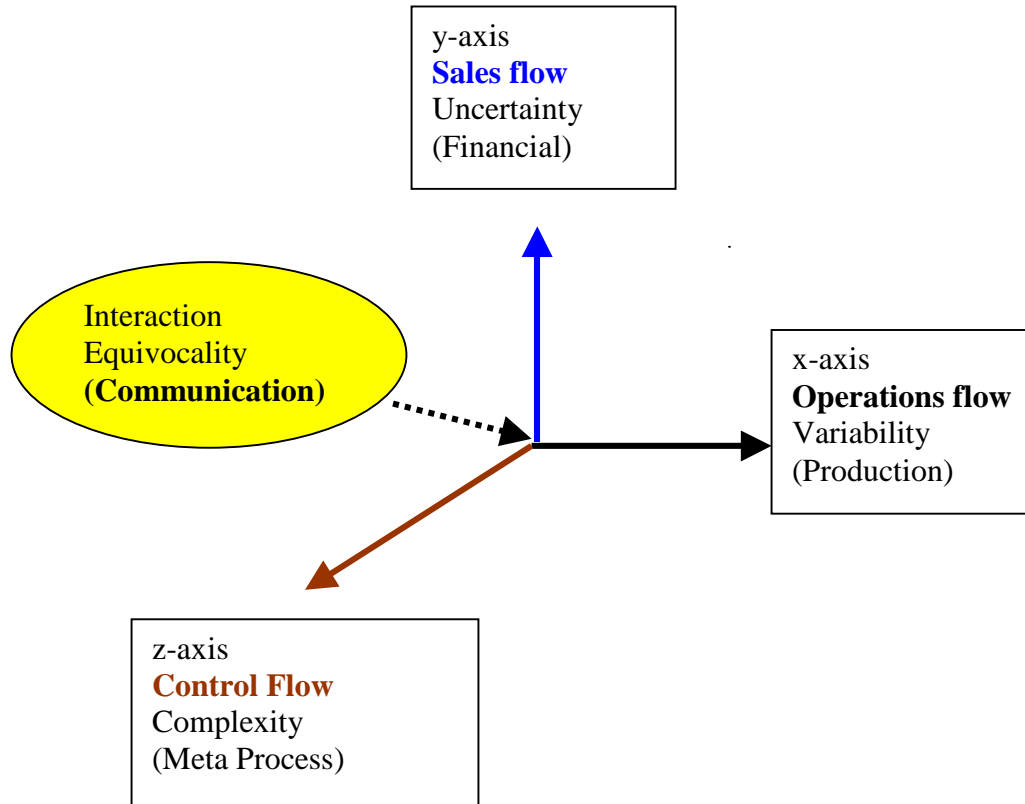 y-axis
Sales flow
Uncertainty
(Financial)
Interaction
Equivocality
(Communication)
x-axis
Operations flow
Variability
(Production)
z-axis
Control Flow
Complexity
(Meta Process)